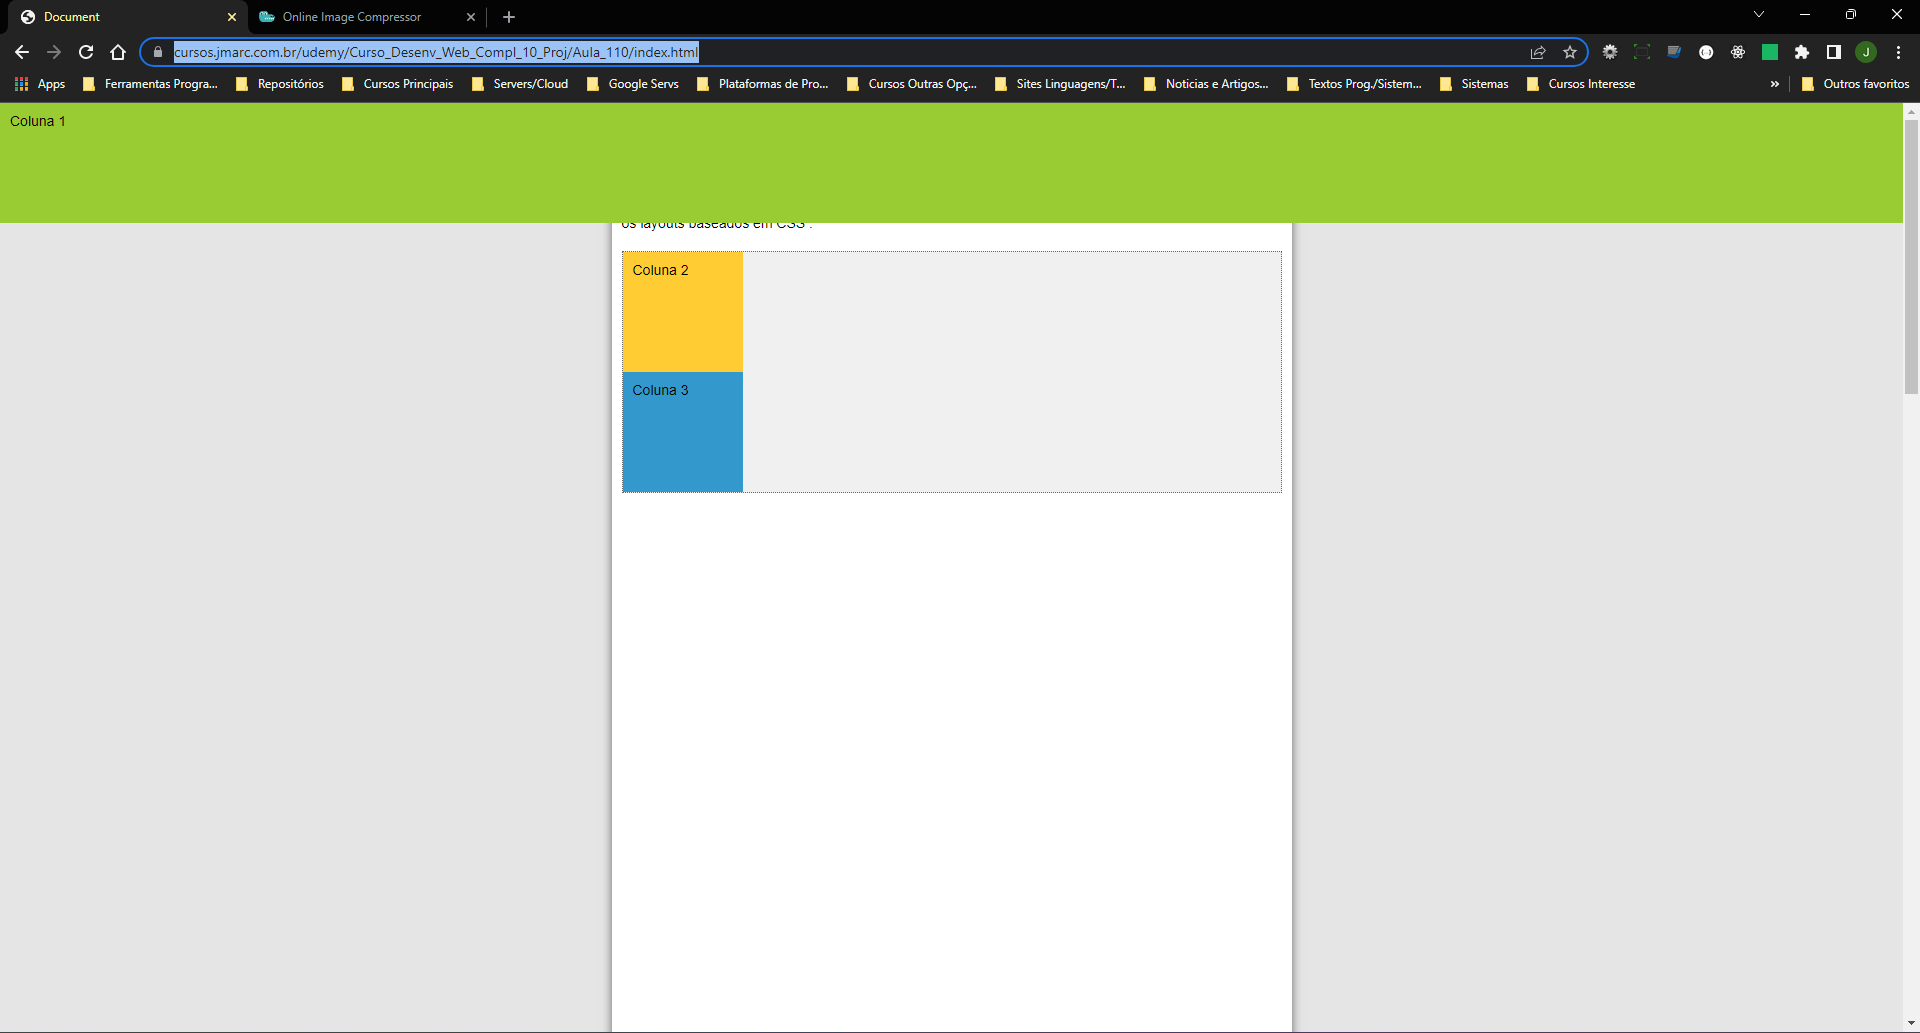 Document
Online Image Compressor
cursos.jmarc.com.br/udemy/Curso_Desenv_Web_Compl_10_Proj/Aula_110/index.html
J
Apps
Ferramentas Progra...
Repositórios
Cursos Principais
Servers/Cloud
Google Servs
Plataformas de Pro...
Cursos Outras Opç...
Sites Linguagens/T...
Noticias e Artigos...
Textos Prog./Sistem...
Sistemas
Cursos Interesse
»
Outros favoritos
Coluna 1
os layouts baseados em CSS .
Coluna 2
Coluna 3